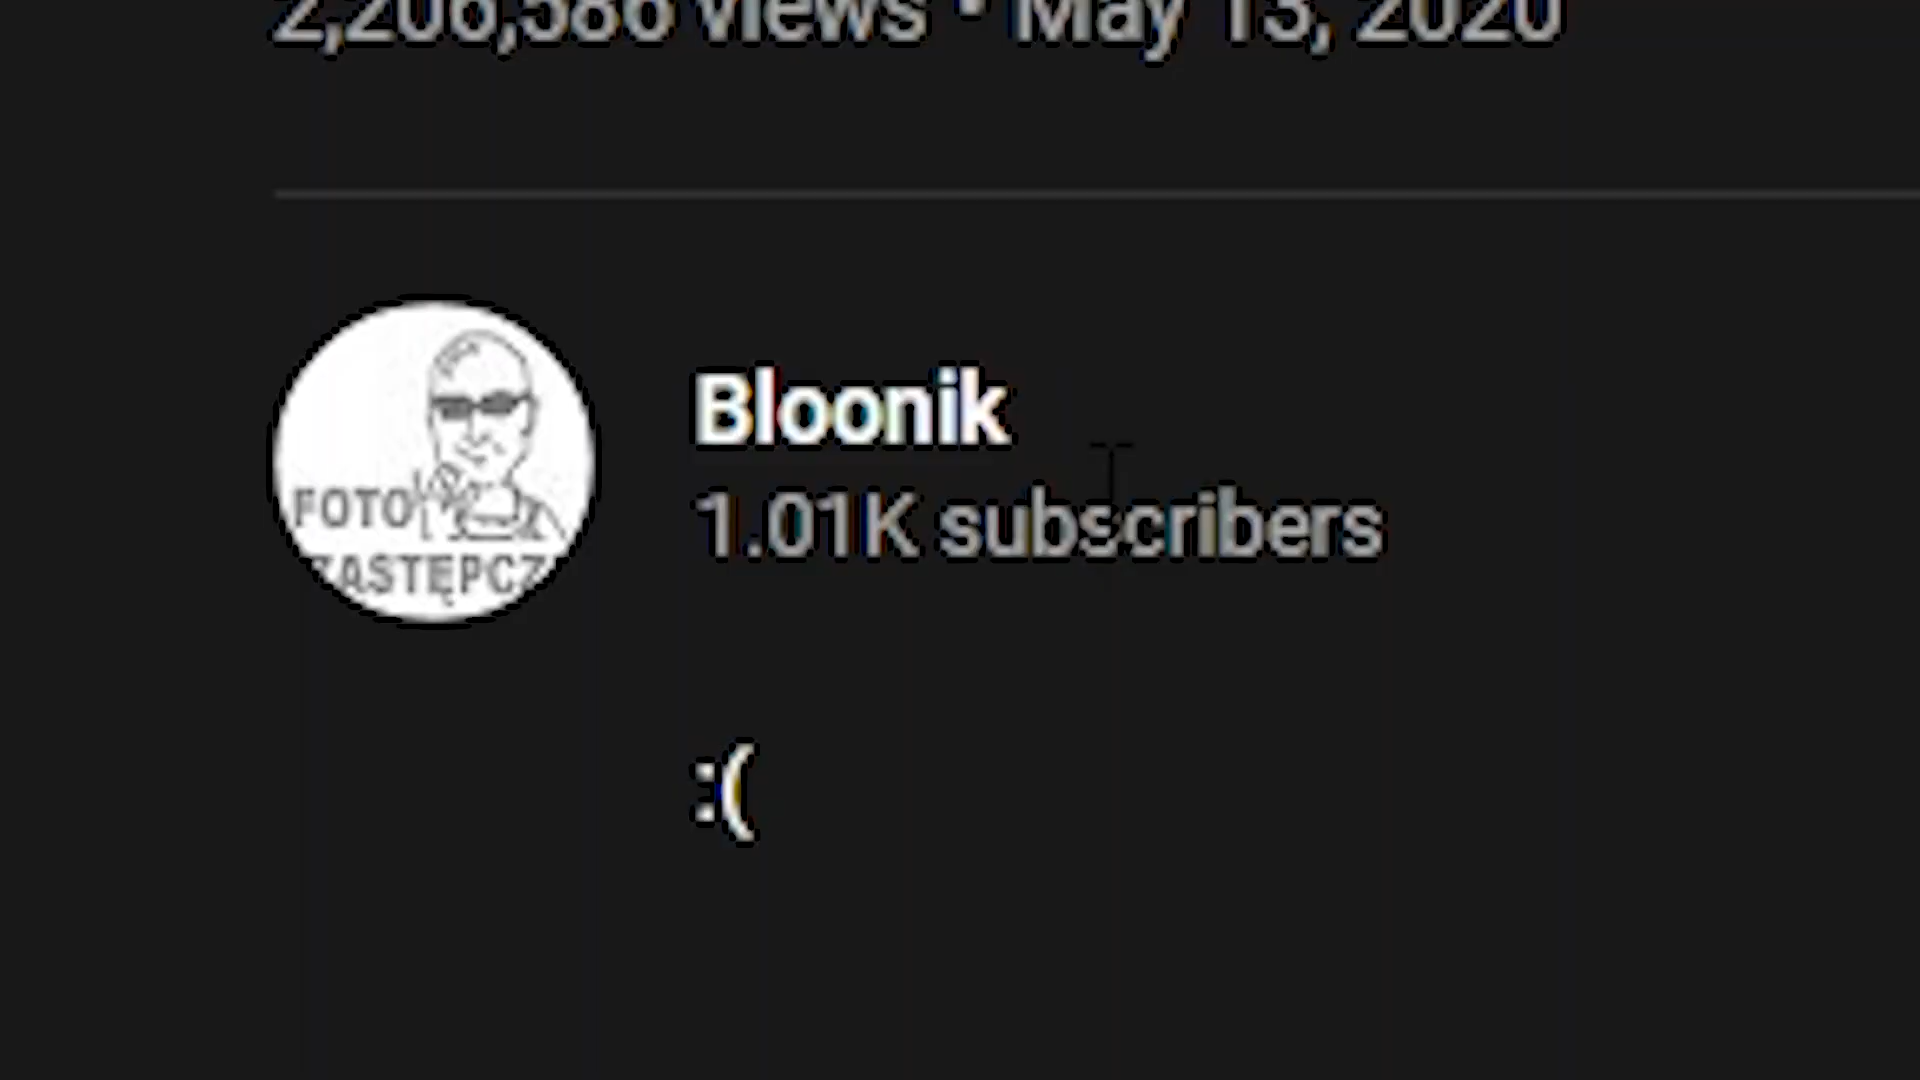 2,206,586 views • May 13, 2020
Bloonik
1.01K subscribers
FOTO
ZASTĘPCZ
:(